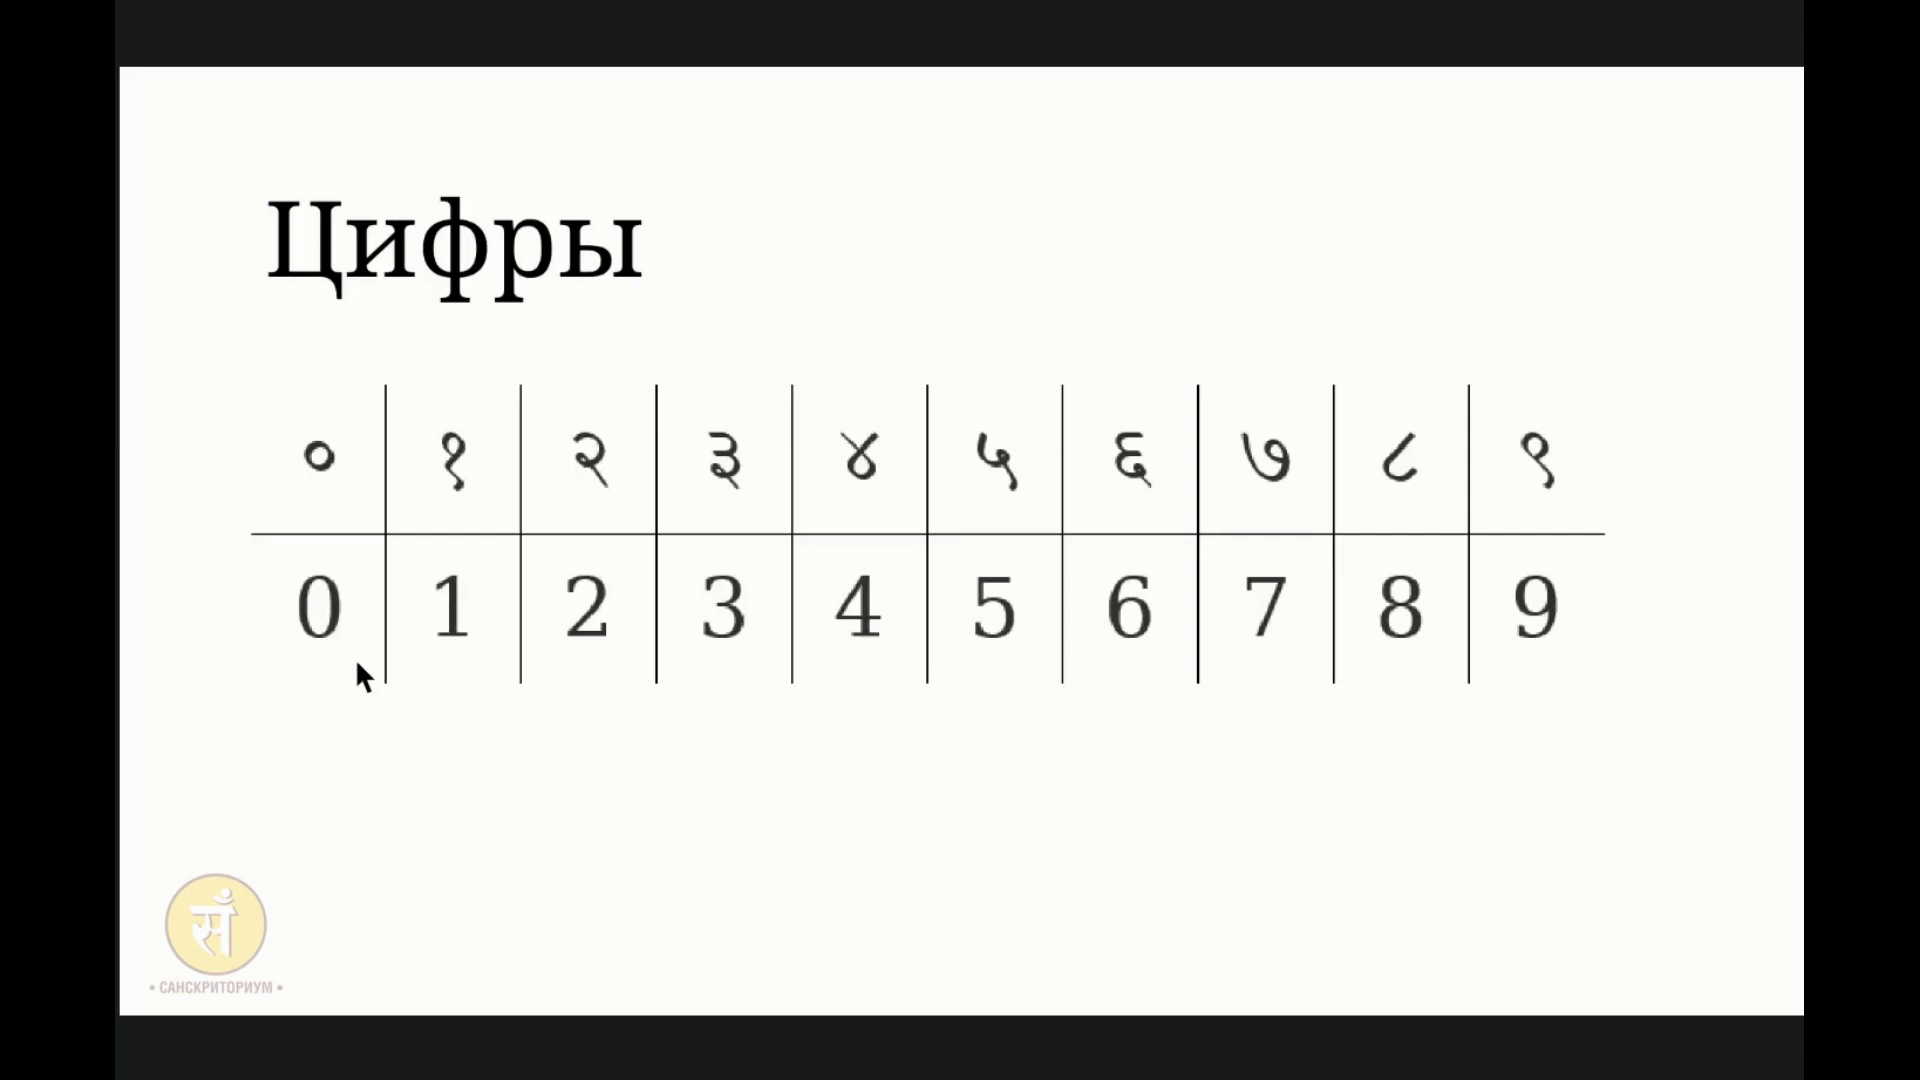 Цифры
० १ २ ३ ४ ५ ६ ७ ८ ९
0 1 2 3 4 5 6 7 8 9
सँ
• САНСКРИТОРИУМ •